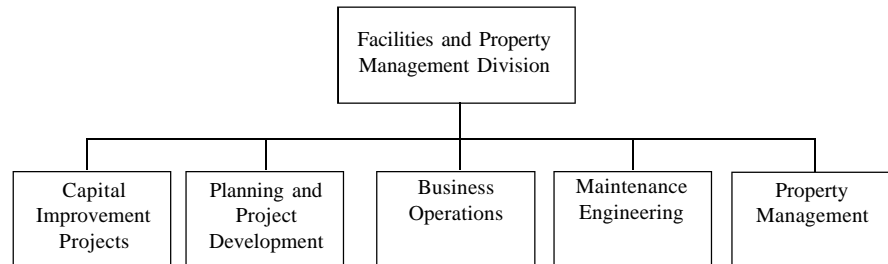 Facilities and Property
Management Division
Capital
Improvement
Projects
Planning and
Project
Development
Business
Operations
Maintenance
Engineering
Property
Management